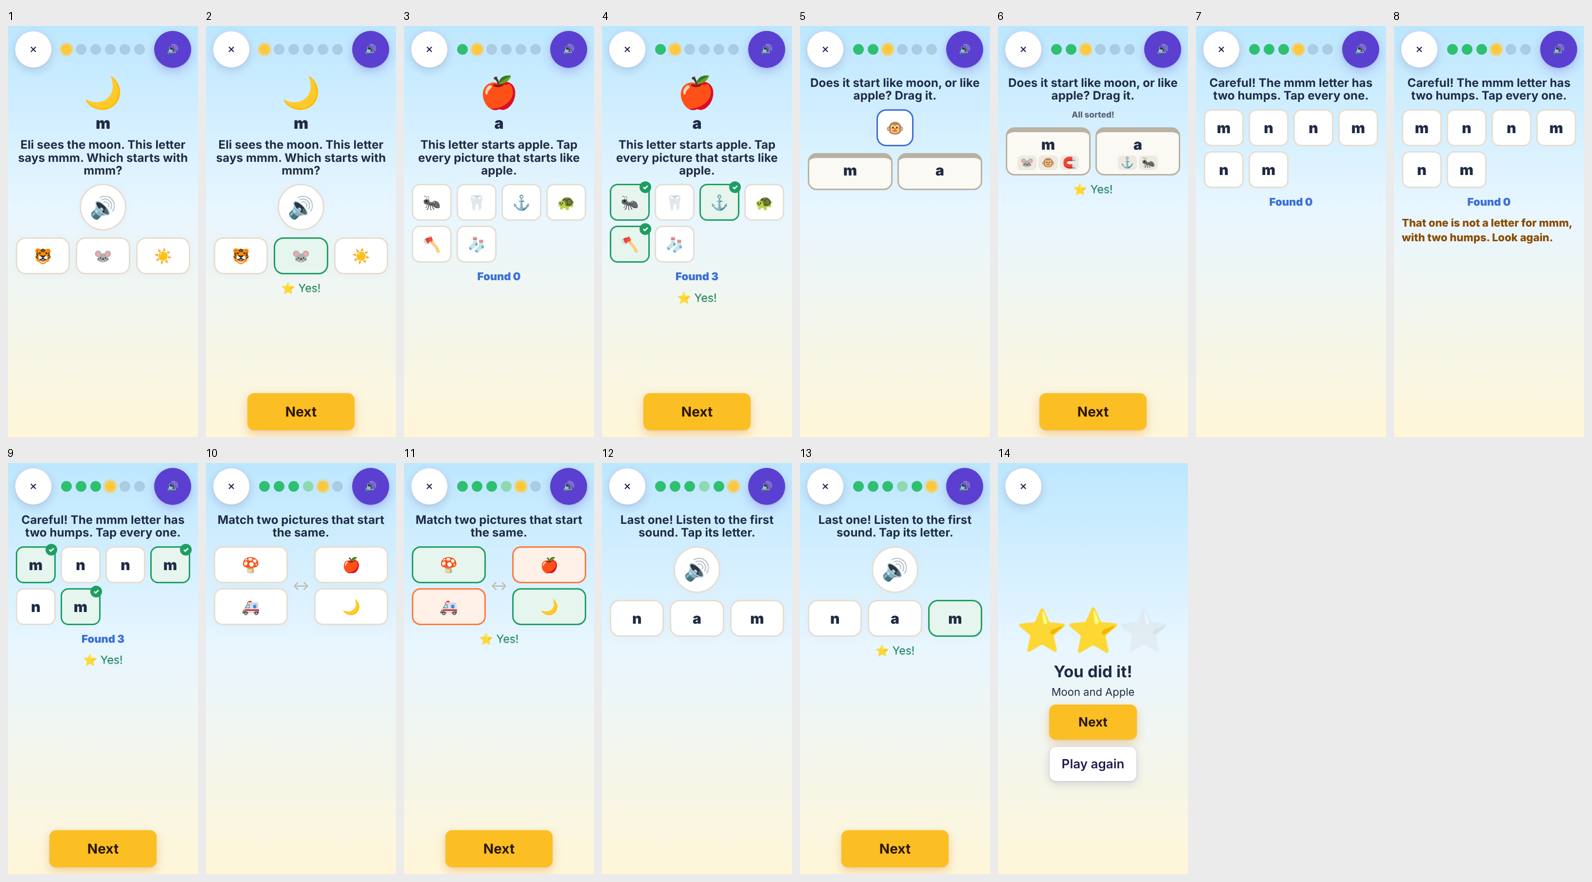 1
m
Eli sees the moon. This letter
says mmm. Which starts with
mmm?
2
m
Eli sees the moon. This letter
says mmm. Which starts with
mmm?
Yes!
Next
3
a
This letter starts apple. Tap
every picture that starts like
apple.
Found 0
4
a
This letter starts apple. Tap
every picture that starts like
apple.
Found 3
Yes!
Next
5
Does it start like moon, or like
apple? Drag it.
m a
6
Does it start like moon, or like
apple? Drag it.
All sorted!
m a
Yes!
Next
7
Careful! The mmm letter has
two humps. Tap every one.
m n n m
n m
Found 0
8
Careful! The mmm letter has
two humps. Tap every one.
m n n m
n m
Found 0
That one is not a letter for mmm,
with two humps. Look again.
9
Careful! The mmm letter has
two humps. Tap every one.
m n n m
n m
Found 3
Yes!
Next
10
Match two pictures that start
the same.
11
Match two pictures that start
the same.
Yes!
Next
12
Last one! Listen to the first
sound. Tap its letter.
n a m
13
Last one! Listen to the first
sound. Tap its letter.
n a m
Yes!
Next
14
You did it!
Moon and Apple
Next
Play again